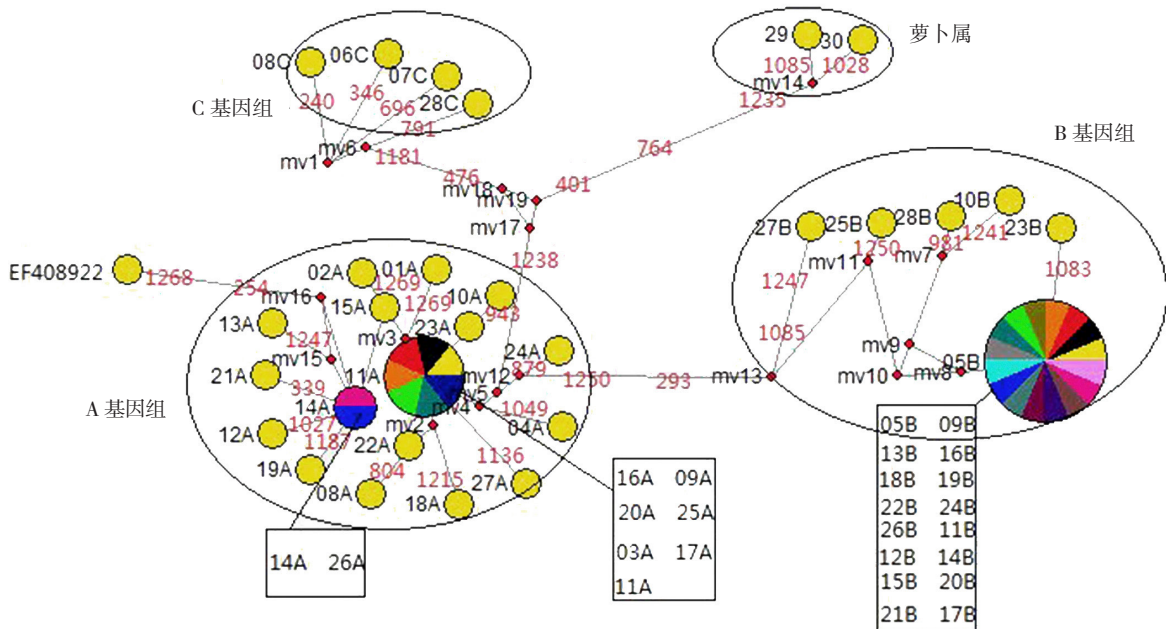 29
30
萝卜属
08C
06C
07C
28C
1085
1028
mv14
C 基因组
240
346
696
791
1235
B 基因组
mv1
mv6
1181
476
764
mv18
mv19
401
mv17
27B
25B
28B
10B
23B
1250
981
1241
mv11
mv7
1238
EF408922
1268
254
mv16
02A
01A
1269
1269
1247
1083
15A
10A
943
13A
1247
mv3
23A
mv15
24A
1085
mv9
21A
339
11A
mv12
879
1250
293
mv13
mv10
mv8
05B
A 基因组
14A
mv5
mv4
1049
04A
12A
1027
1187
mv2
22A
1136
19A
08A
804
1215
18A
27A
05B 09B
13B 16B
18B 19B
22B 24B
26B 11B
12B 14B
15B 20B
21B 17B
16A 09A
20A 25A
03A 17A
11A
14A 26A